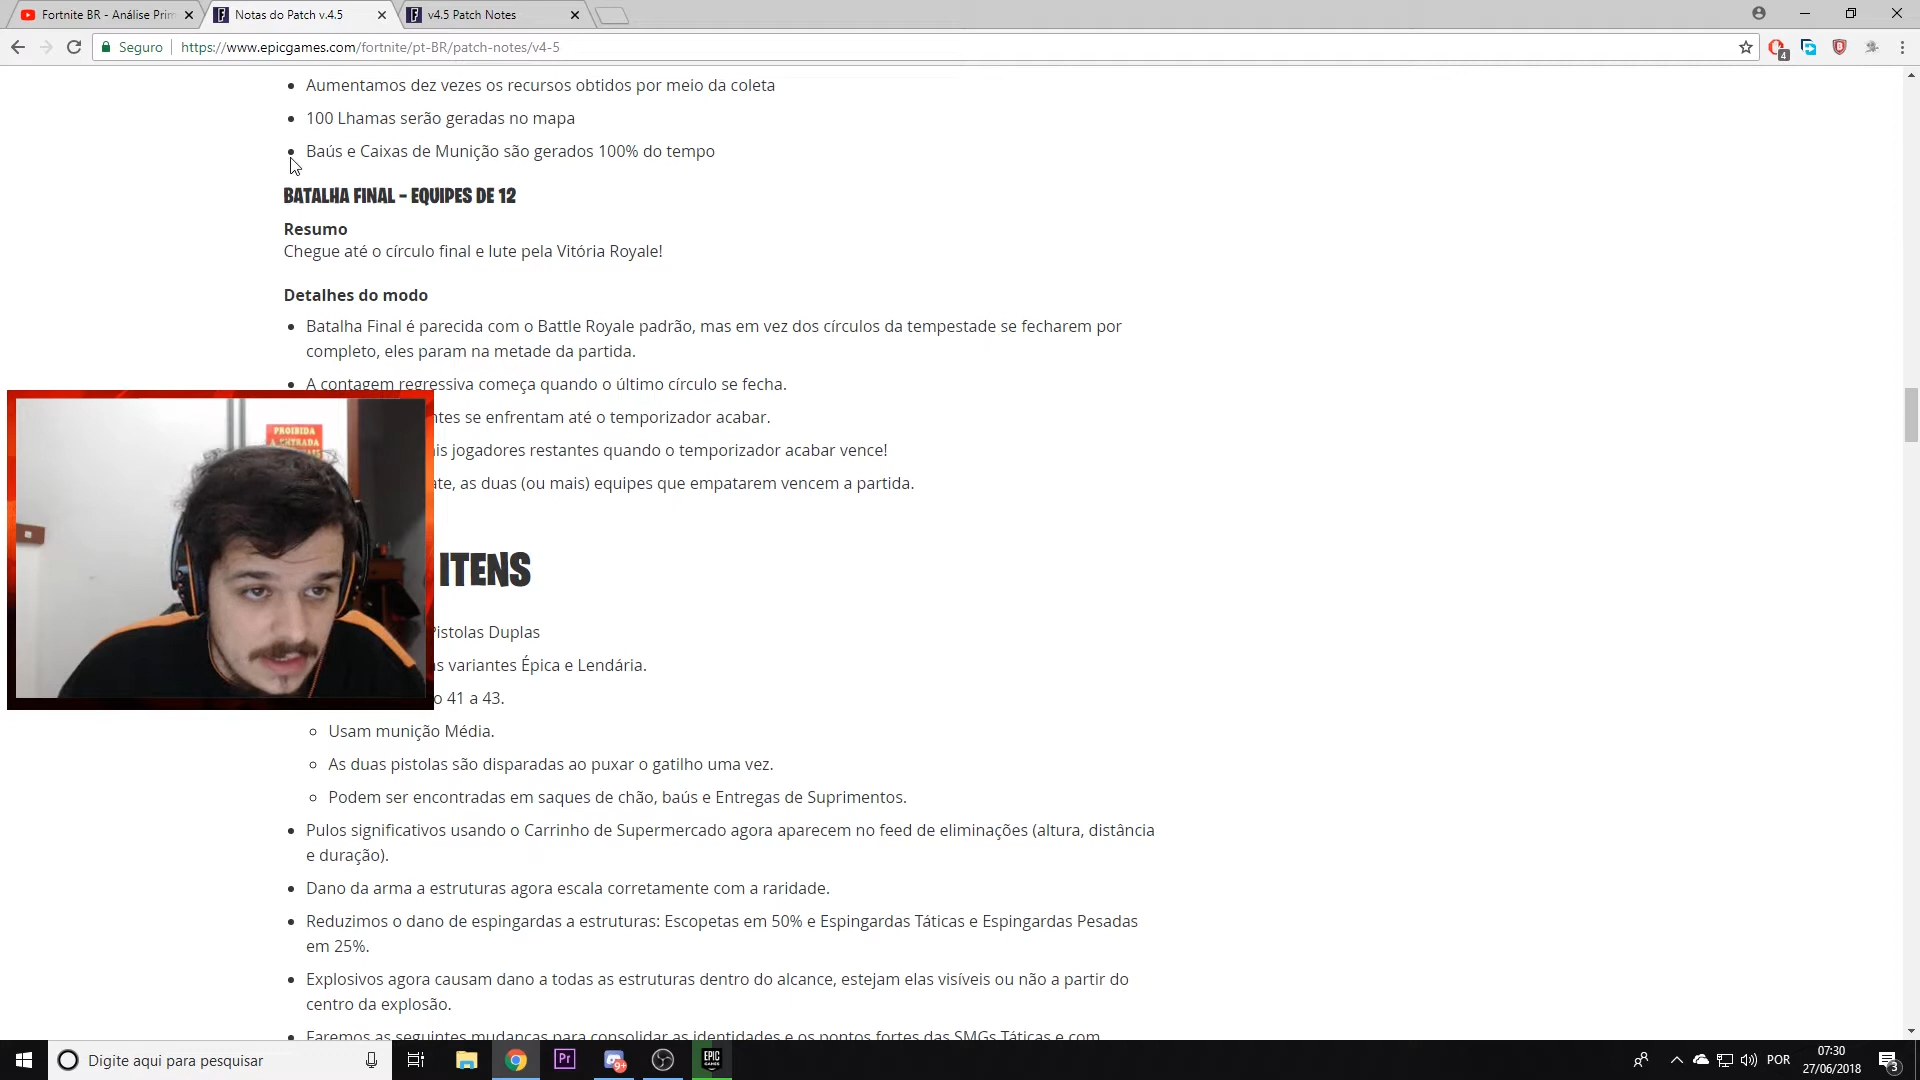 Fortnite BR - Análise Prim
Notas do Patch v.4.5
v4.5 Patch Notes
Seguro
https://www.epicgames.com/fortnite/pt-BR/patch-notes/v4-5
4
Aumentamos dez vezes os recursos obtidos por meio da coleta
100 Lhamas serão geradas no mapa
Baús e Caixas de Munição são gerados 100% do tempo
BATALHA FINAL – EQUIPES DE 12
Resumo
Chegue até o círculo final e lute pela Vitória Royale!
Detalhes do modo
Batalha Final é parecida com o Battle Royale padrão, mas em vez dos círculos da tempestade se fecharem por
completo, eles param na metade da partida.
A contagem regressiva começa quando o último círculo se fecha.
ntes se enfrentam até o temporizador acabar.
is jogadores restantes quando o temporizador acabar vence!
ate, as duas (ou mais) equipes que empatarem vencem a partida.
PROIBIDA
A ENTRADA
ITENS
Pistolas Duplas
s variantes Épica e Lendária.
o 41 a 43.
Usam munição Média.
As duas pistolas são disparadas ao puxar o gatilho uma vez.
Podem ser encontradas em saques de chão, baús e Entregas de Suprimentos.
Pulos significativos usando o Carrinho de Supermercado agora aparecem no feed de eliminações (altura, distância
e duração).
Dano da arma a estruturas agora escala corretamente com a raridade.
Reduzimos o dano de espingardas a estruturas: Escopetas em 50% e Espingardas Táticas e Espingardas Pesadas
em 25%.
Explosivos agora causam dano a todas as estruturas dentro do alcance, estejam elas visíveis ou não a partir do
centro da explosão.
Faremos as seguintes mudanças para consolidar as identidades e os pontos fortes das SMGs Táticas e com
Digite aqui para pesquisar
Pr
9+
EPIC
GAMES
POR
07:30
27/06/2018
3